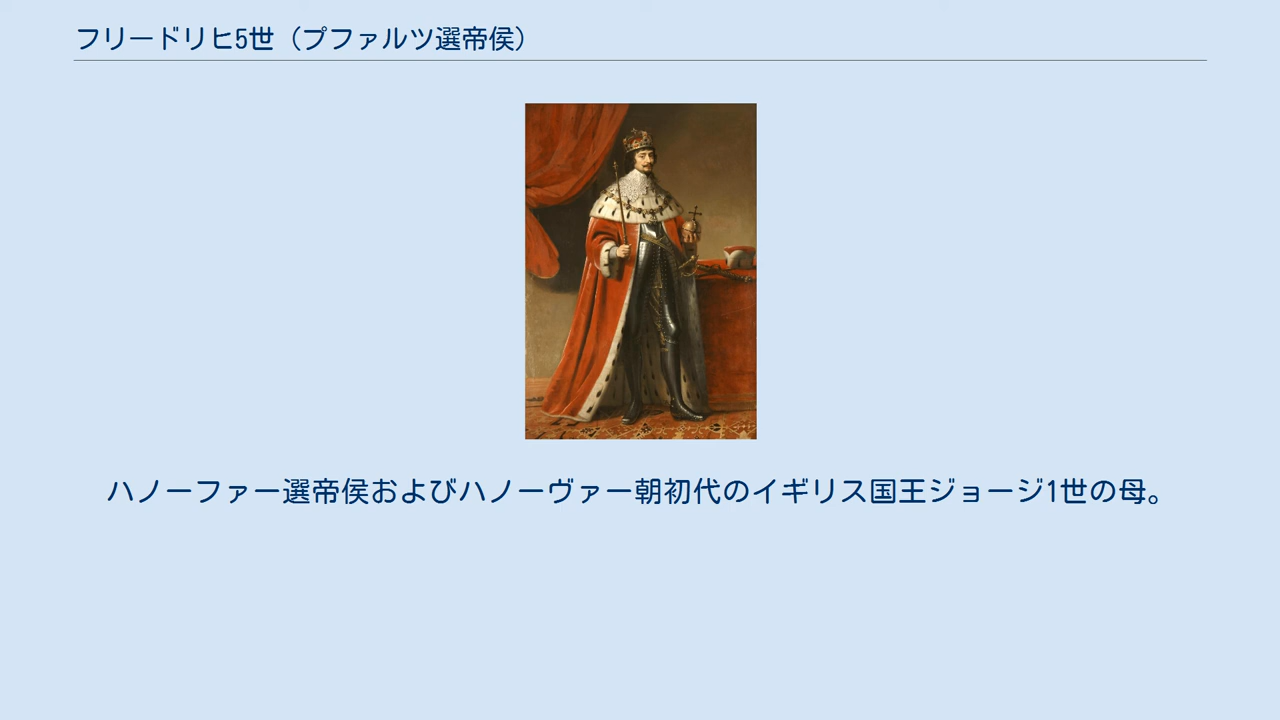 フリードリヒ5世（プファルツ選帝侯）
ハノーファー選帝侯およびハノーヴァー朝初代のイギリス国王ジョージ1世の母。